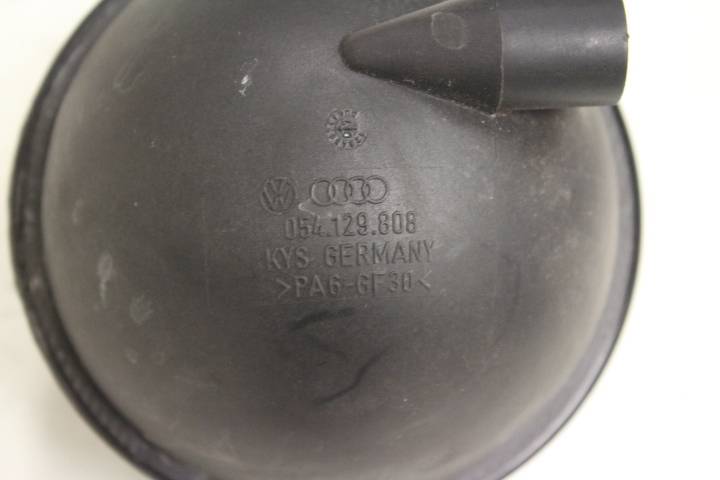 054.129.808
KYS GERMANY
>PA6-GF30<